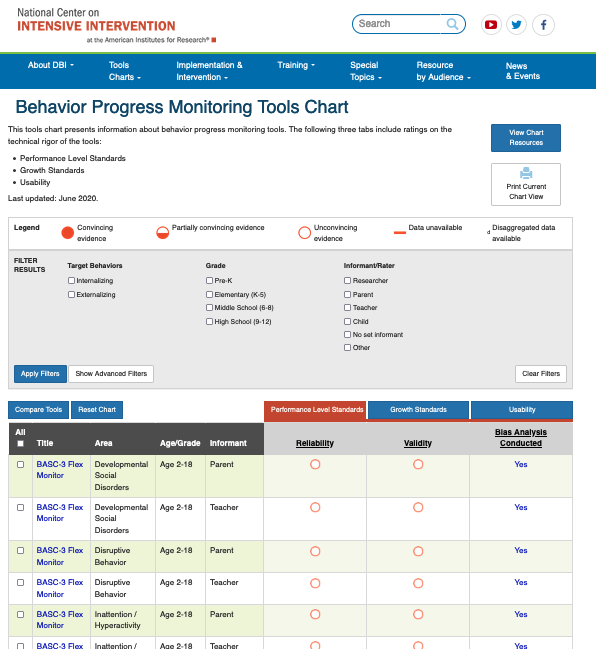 National Center on
INTENSIVE INTERVENTION
at the American Institutes for Research® ■
Search
About DBI
Tools Charts
Implementation & Intervention
Training
Special Topics
Resource by Audience
News & Events
Behavior Progress Monitoring Tools Chart
This tools chart presents information about behavior progress monitoring tools. The following three tabs include ratings on the
technical rigor of the tools:
• Performance Level Standards
• Growth Standards
• Usability
Last updated: June 2020.
View Chart
Resources
Print Current
Chart View
Legend
Convincing evidence
Partially convincing evidence
Unconvincing evidence
Data unavailable
d Disaggregated data available
FILTER
RESULTS
Target Behaviors
Internalizing
Externalizing
Grade
Pre-K
Elementary (K-5)
Middle School (6-8)
High School (9-12)
Informant/Rater
Researcher
Parent
Teacher
Child
No set informant
Other
Apply Filters
Show Advanced Filters
Clear Filters
Compare Tools
Reset Chart
Performance Level Standards
Growth Standards
Usability
All
Title Area Age/Grade Informant Reliability Validity Bias Analysis Conducted
BASC-3 Flex Monitor Developmental Social Disorders Age 2-18 Parent Yes
BASC-3 Flex Monitor Developmental Social Disorders Age 2-18 Teacher Yes
BASC-3 Flex Monitor Disruptive Behavior Age 2-18 Parent Yes
BASC-3 Flex Monitor Disruptive Behavior Age 2-18 Teacher Yes
BASC-3 Flex Monitor Inattention / Hyperactivity Age 2-18 Parent Yes
BASC-3 Flex Inattention / Age 2-18 Teacher Yes